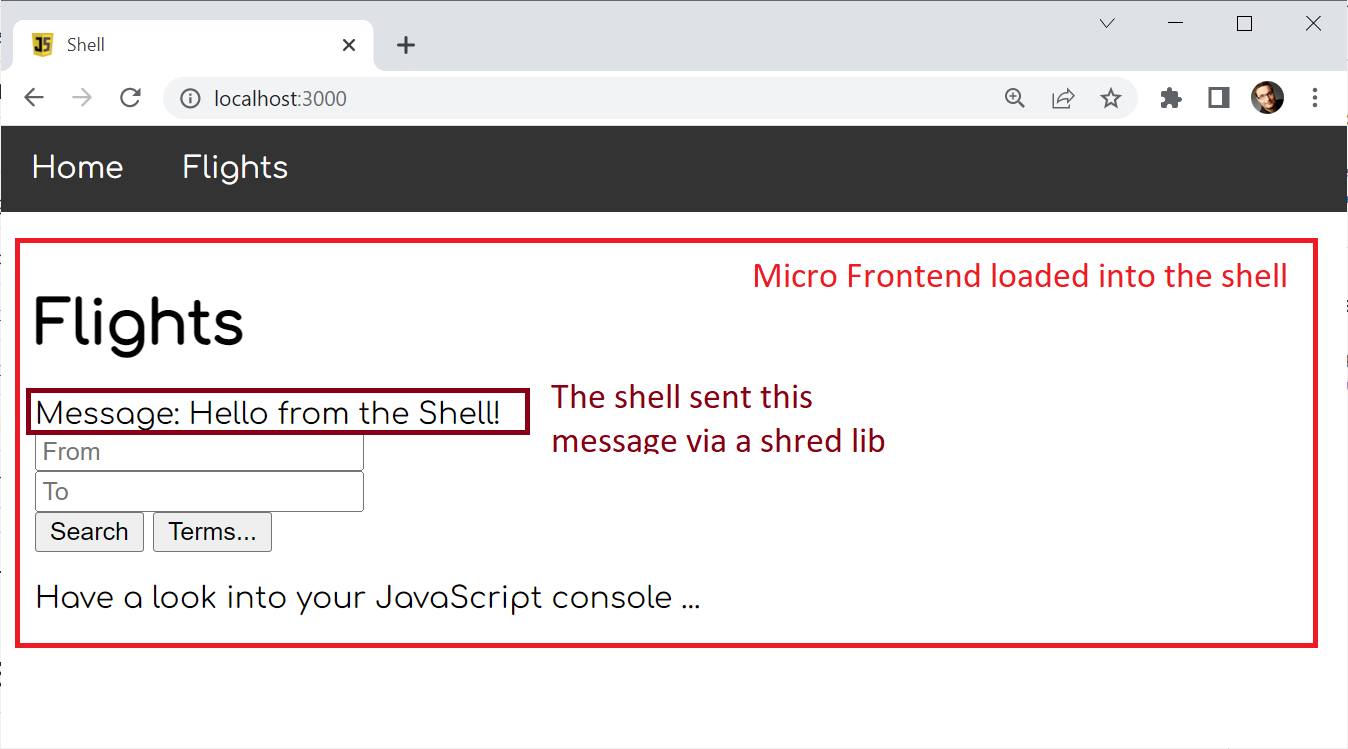 Shell
localhost:3000
Home Flights
Micro Frontend loaded into the shell
Flights
Message: Hello from the Shell!
The shell sent this
message via a shred lib
From
To
Search Terms...
Have a look into your JavaScript console ...